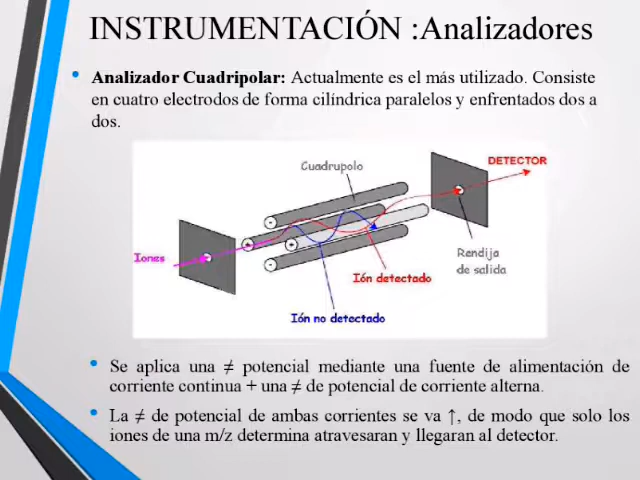 INSTRUMENTACIÓN :Analizadores
• Analizador Cuadripolar: Actualmente es el más utilizado. Consiste
en cuatro electrodos de forma cilíndrica paralelos y enfrentados dos a
dos.
Cuadrupolo
DETECTOR
Iones
Rendija
de salida
Ión detectado
Ión no detectado
• Se aplica una ≠ potencial mediante una fuente de alimentación de
corriente continua + una ≠ de potencial de corriente alterna.
• La ≠ de potencial de ambas corrientes se va ↑, de modo que solo los
iones de una m/z determina atravesaran y llegaran al detector.